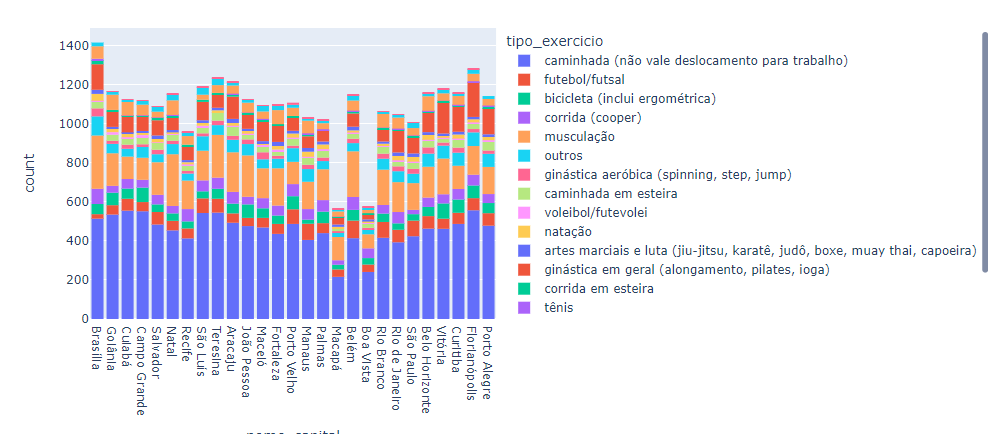 tipo_exercicio
caminhada (não vale deslocamento para trabalho)
futebol/futsal
bicicleta (inclui ergométrica)
corrida (cooper)
musculação
outros
ginástica aeróbica (spinning, step, jump)
caminhada em esteira
voleibol/futevolei
natação
artes marciais e luta (jiu-jitsu, karatê, judô, boxe, muay thai, capoeira)
ginástica em geral (alongamento, pilates, ioga)
corrida em esteira
tênis
count
1400
1200
1000
800
600
400
200
0
Brasília
Goiânia
Cuiabá
Campo Grande
Salvador
Natal
Recife
São Luís
Teresina
Aracaju
João Pessoa
Maceió
Fortaleza
Porto Velho
Manaus
Palmas
Macapá
Belém
Boa Vista
Rio Branco
Rio de Janeiro
São Paulo
Belo Horizonte
Vitória
Curitiba
Florianópolis
Porto Alegre
nome_capital